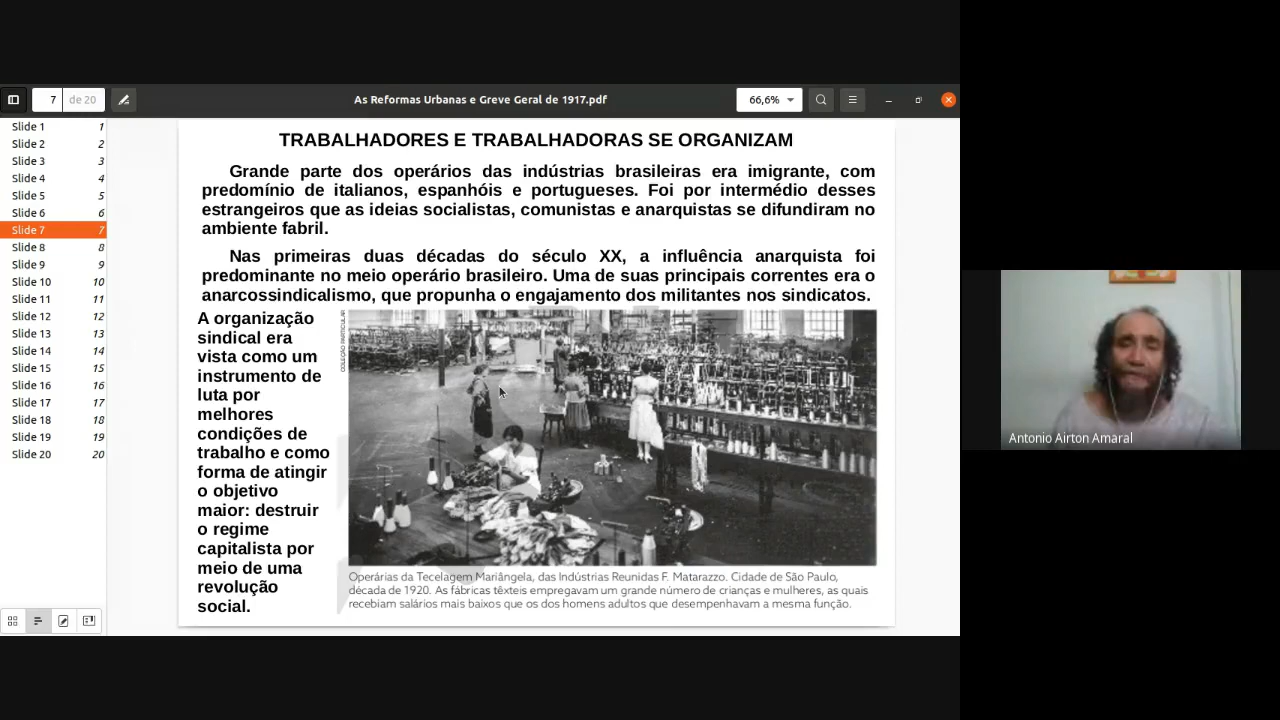 7 de 20
As Reformas Urbanas e Greve Geral de 1917.pdf
66,6%
Slide 1 1
Slide 2 2
Slide 3 3
Slide 4 4
Slide 5 5
Slide 6 6
Slide 7 7
Slide 8 8
Slide 9 9
Slide 10 10
Slide 11 11
Slide 12 12
Slide 13 13
Slide 14 14
Slide 15 15
Slide 16 16
Slide 17 17
Slide 18 18
Slide 19 19
Slide 20 20
TRABALHADORES E TRABALHADORAS SE ORGANIZAM
Grande parte dos operários das indústrias brasileiras era imigrante, com
predomínio de italianos, espanhóis e portugueses. Foi por intermédio desses
estrangeiros que as ideias socialistas, comunistas e anarquistas se difundiram no
ambiente fabril.
Nas primeiras duas décadas do século XX, a influência anarquista foi
predominante no meio operário brasileiro. Uma de suas principais correntes era o
anarcossindicalismo, que propunha o engajamento dos militantes nos sindicatos.
A organização
sindical era
vista como um
instrumento de
luta por
melhores
condições de
trabalho e como
forma de atingir
o objetivo
maior: destruir
o regime
capitalista por
meio de uma
revolução
social.
COLEÇÃO PARTICULAR
Operárias da Tecelagem Mariângela, das Indústrias Reunidas F. Matarazzo. Cidade de São Paulo,
década de 1920. As fábricas têxteis empregavam um grande número de crianças e mulheres, as quais
recebiam salários mais baixos que os dos homens adultos que desempenhavam a mesma função.
Antonio Airton Amaral